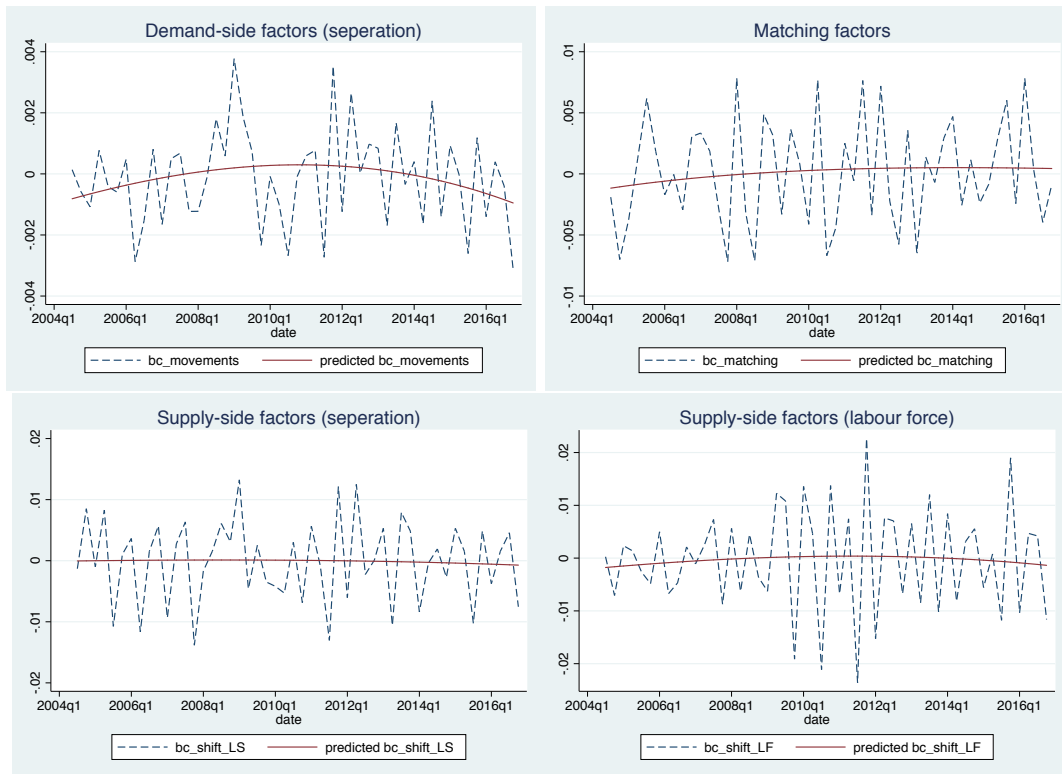 Demand-side factors (seperation)
.004
.002
0
-.002
-.004
2004q1 2006q1 2008q1 2010q1 2012q1 2014q1 2016q1
date
bc_movements predicted bc_movements
Matching factors
.01
.005
0
-.005
-.01
2004q1 2006q1 2008q1 2010q1 2012q1 2014q1 2016q1
date
bc_matching predicted bc_matching
Supply-side factors (seperation)
.02
.01
0
-.01
-.02
2004q1 2006q1 2008q1 2010q1 2012q1 2014q1 2016q1
date
bc_shift_LS predicted bc_shift_LS
Supply-side factors (labour force)
.02
.01
0
-.01
-.02
2004q1 2006q1 2008q1 2010q1 2012q1 2014q1 2016q1
date
bc_shift_LF predicted bc_shift_LF